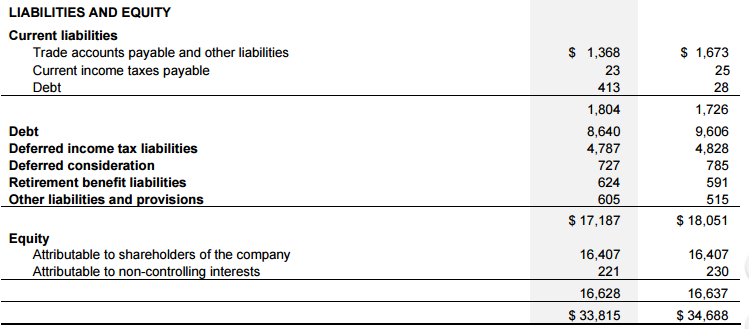 LIABILITIES AND EQUITY
Current liabilities
Trade accounts payable and other liabilities $ 1,368 $ 1,673
Current income taxes payable 23 25
Debt 413 28
1,804 1,726
Debt 8,640 9,606
Deferred income tax liabilities 4,787 4,828
Deferred consideration 727 785
Retirement benefit liabilities 624 591
Other liabilities and provisions 605 515
$ 17,187 $ 18,051
Equity
Attributable to shareholders of the company 16,407 16,407
Attributable to non-controlling interests 221 230
16,628 16,637
$ 33,815 $ 34,688